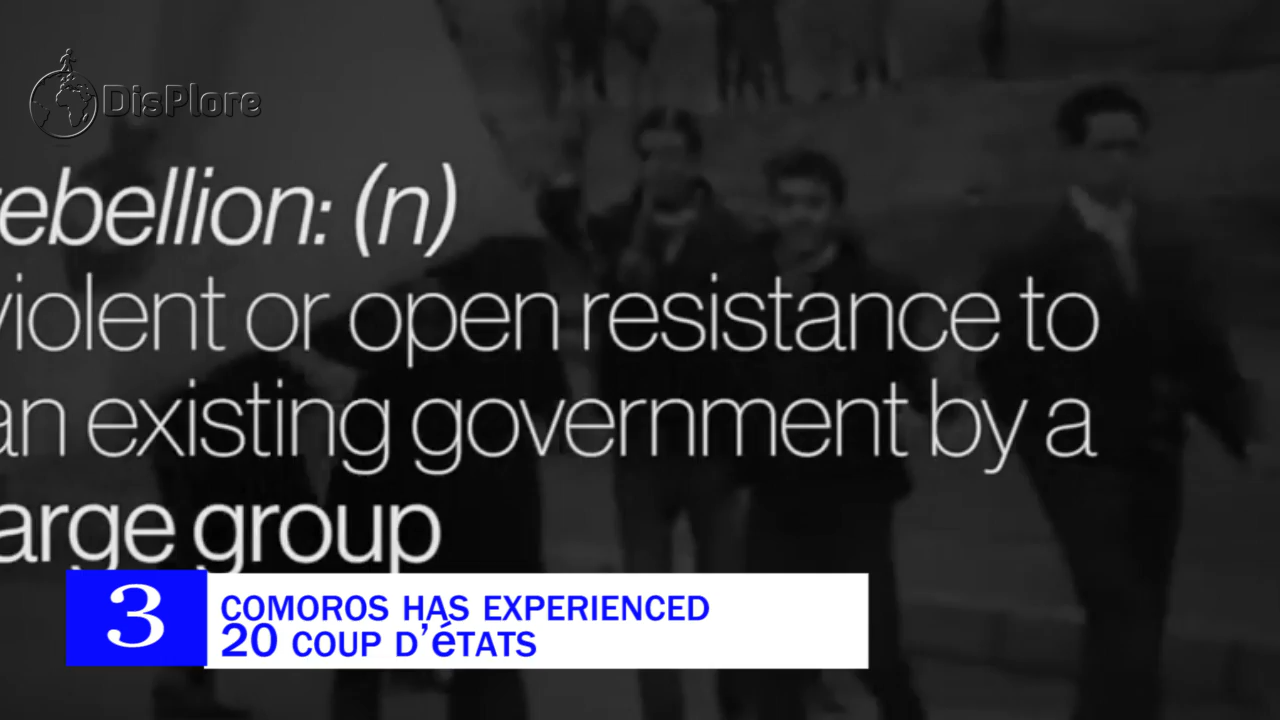 DisPlore
ebellion: (n)
violent or open resistance to
an existing government by a
arge group
3
COMOROS HAS EXPERIENCED
20 COUP D'éTATS